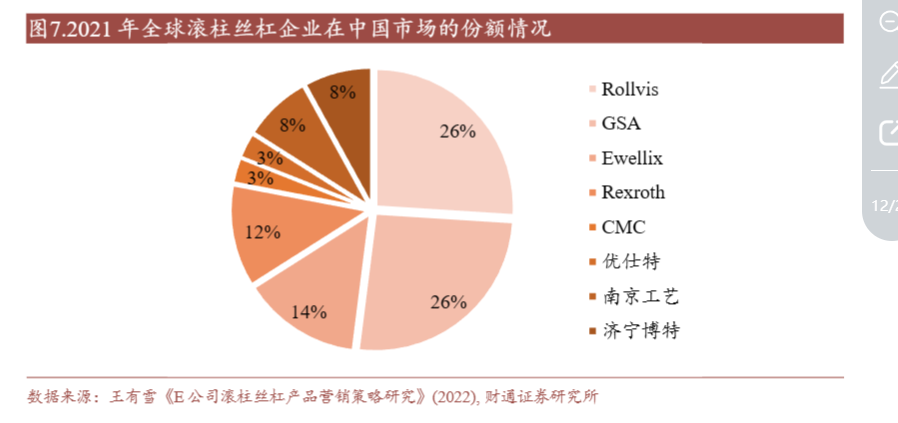 图7.2021 年全球滚柱丝杠企业在中国市场的份额情况
8%
26%
8%
3%
3%
12%
14%
26%
Rollvis
GSA
Ewellix
Rexroth
CMC
优仕特
南京工艺
济宁博特
12/
数据来源：王有雪《E 公司滚柱丝杠产品营销策略研究》(2022), 财通证券研究所